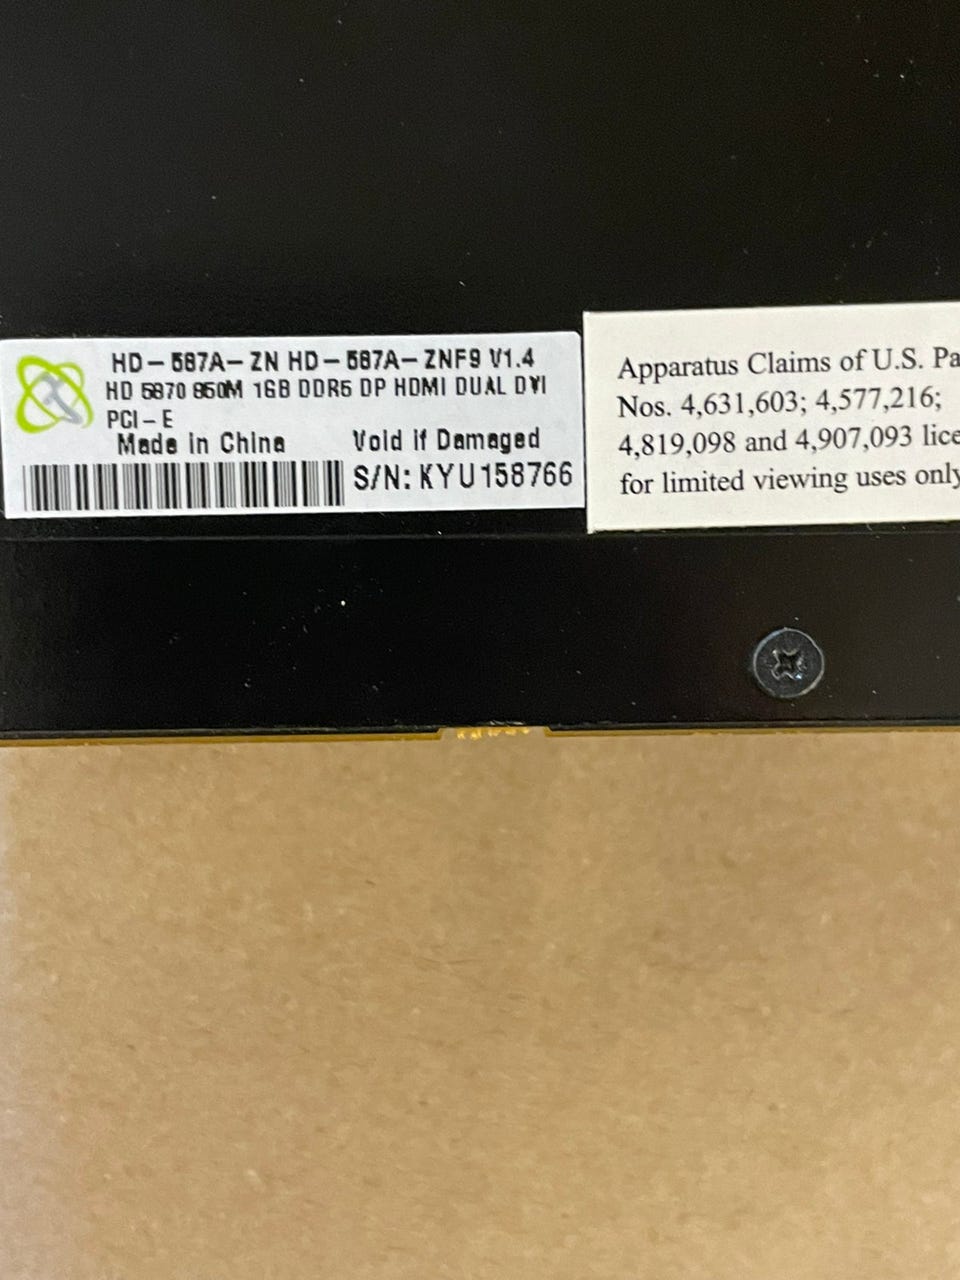 HD-587A-ZN HD-587A-ZNF9 V1.4
HD 5870 850M 1GB DDR5 DP HDMI DUAL DVI
PCI-E
Made in China Void if Damaged
S/N: KYU158766
Apparatus Claims of U.S. Pa
Nos. 4,631,603; 4,577,216;
4,819,098 and 4,907,093 lice
for limited viewing uses only